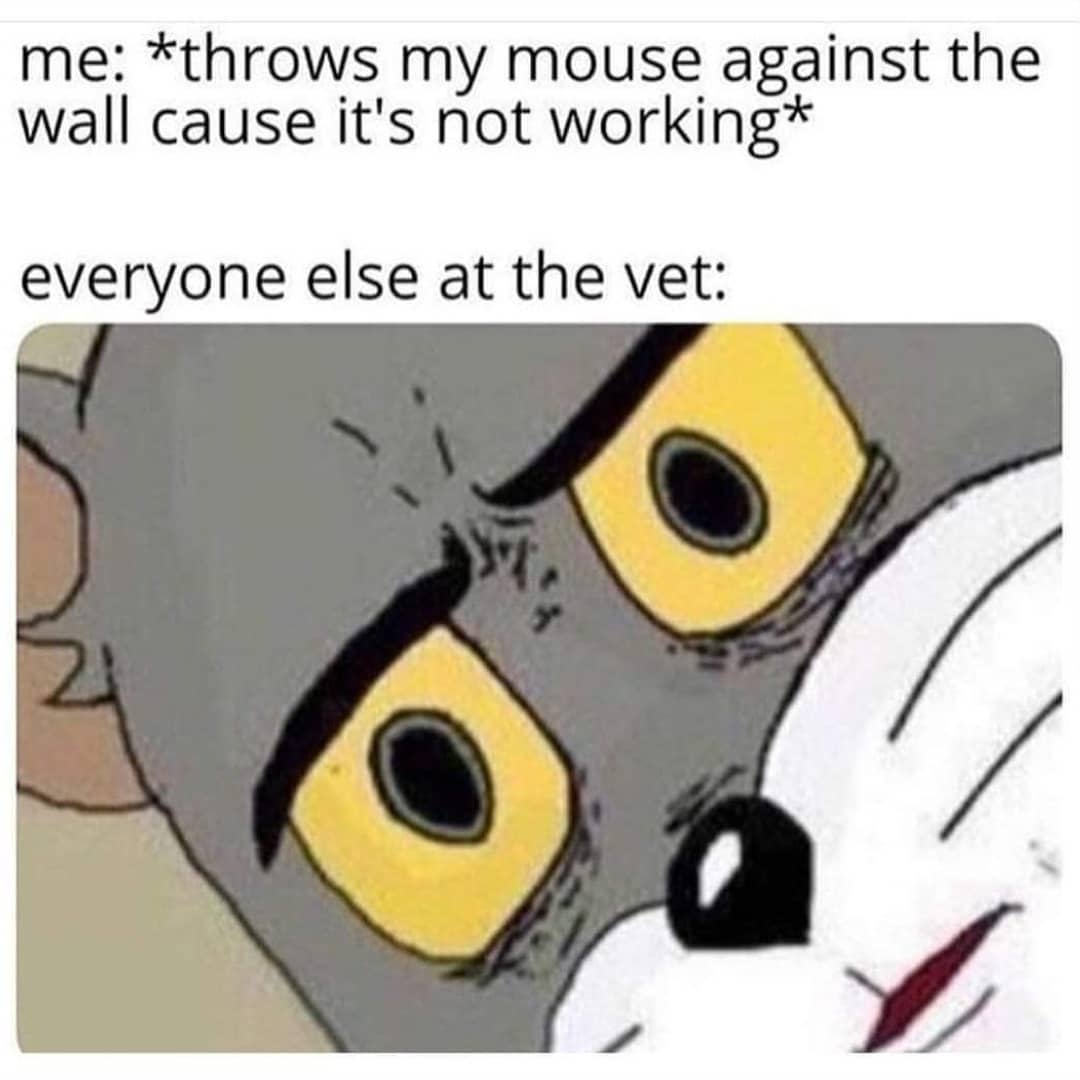 me: *throws my mouse against the
wall cause it's not working*
everyone else at the vet: